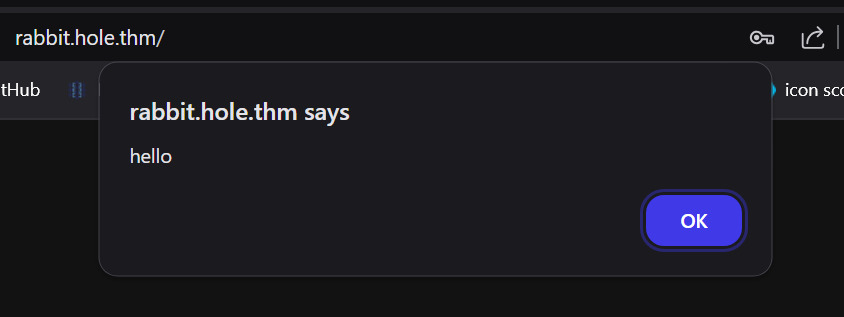 rabbit.hole.thm/
tHub
icon sco
rabbit.hole.thm says
hello
OK